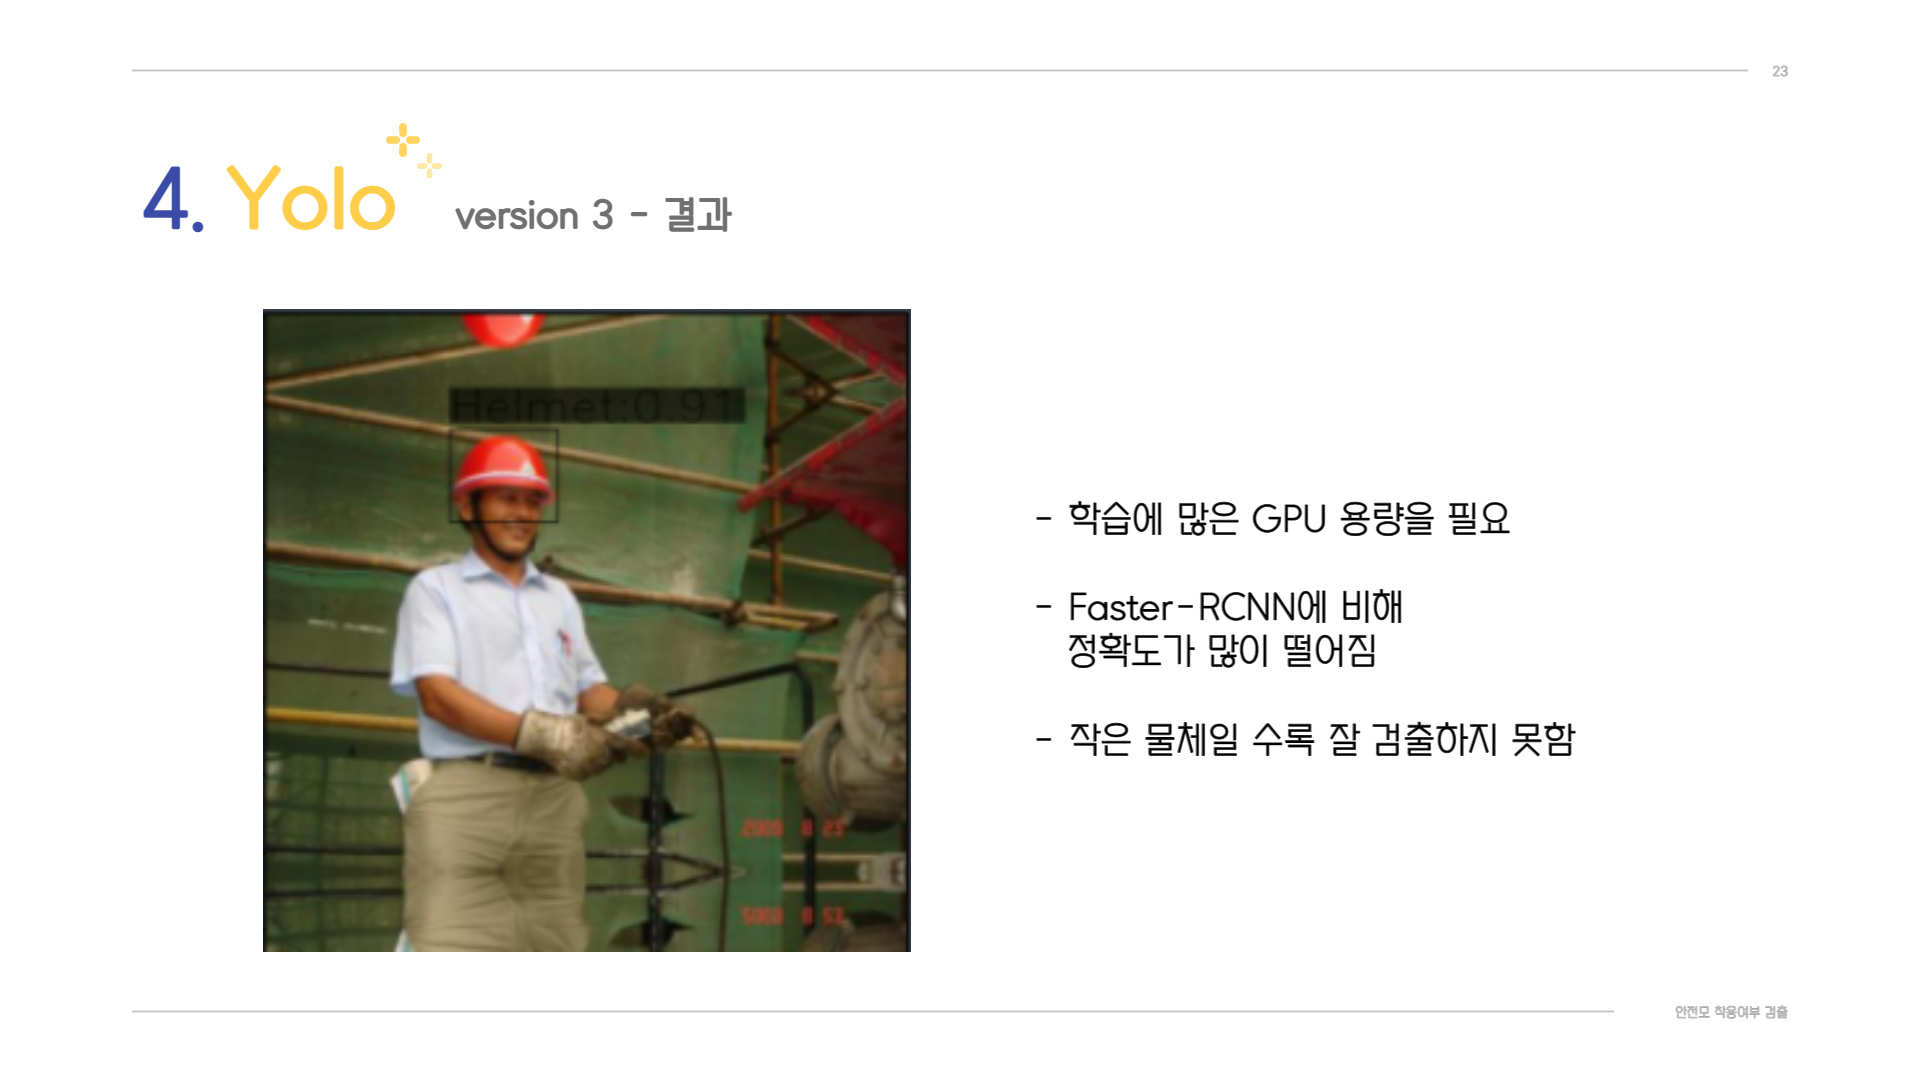 23
4. Yolo version 3 - 결과
Helmet:0.91
- 학습에 많은 GPU 용량을 필요
- Faster-RCNN에 비해
정확도가 많이 떨어짐
- 작은 물체일 수록 잘 검출하지 못함
2009 8 23
안전모 착용여부 검출